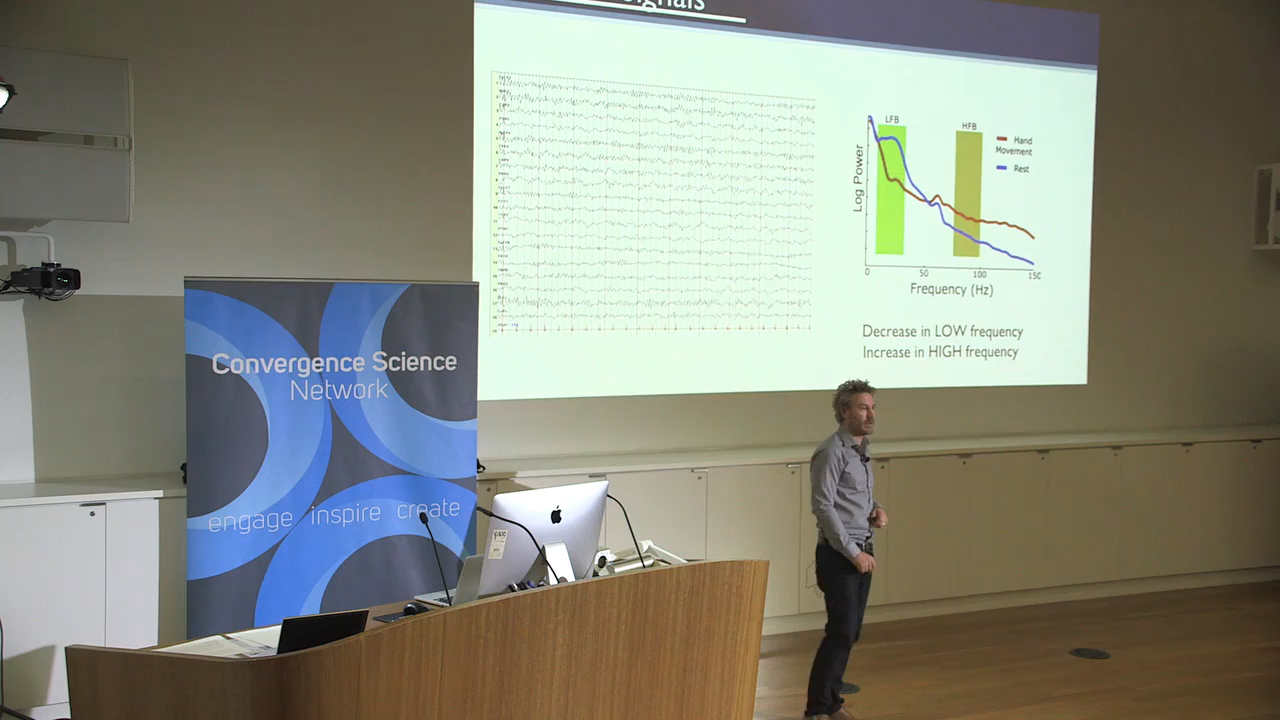 LFB
HFB
Hand
Movement
Rest
Log Power
0
50
100
Frequency (Hz)
Decrease in LOW frequency
Increase in HIGH frequency
Convergence Science
Network
engage inspire create